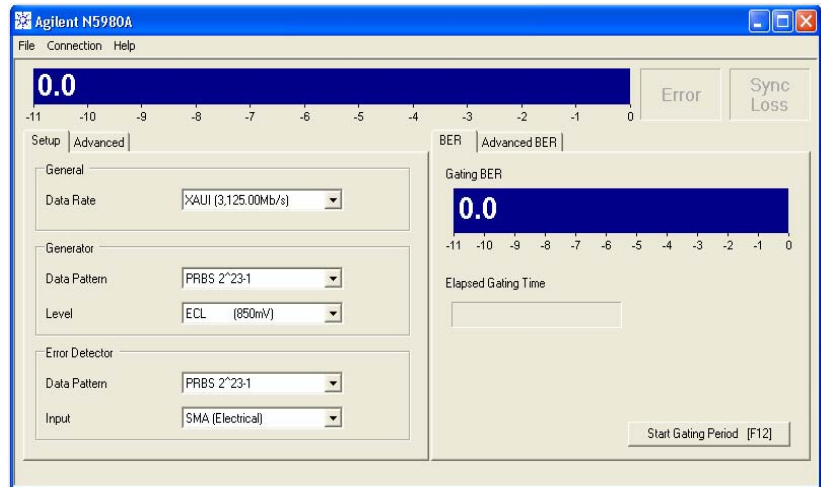 Agilent N5980A
File Connection Help
0.0
-11 -10 -9 -8 -7 -6 -5 -4 -3 -2 -1 0
Error
Sync Loss
Setup Advanced
General
Data Rate XAUI (3,125.00Mb/s)
Generator
Data Pattern PRBS 2^23-1
Level ECL (850mV)
Error Detector
Data Pattern PRBS 2^23-1
Input SMA (Electrical)
BER Advanced BER
Gating BER
0.0
-11 -10 -9 -8 -7 -6 -5 -4 -3 -2 -1 0
Elapsed Gating Time
Start Gating Period [F12]